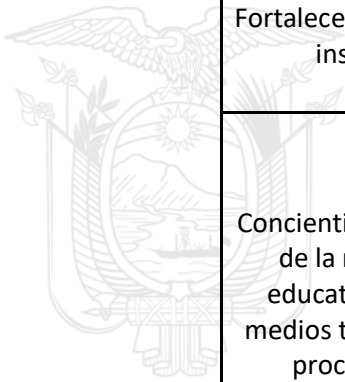 Fortalece
ins
Concienti
de la
educat
medios t
proc